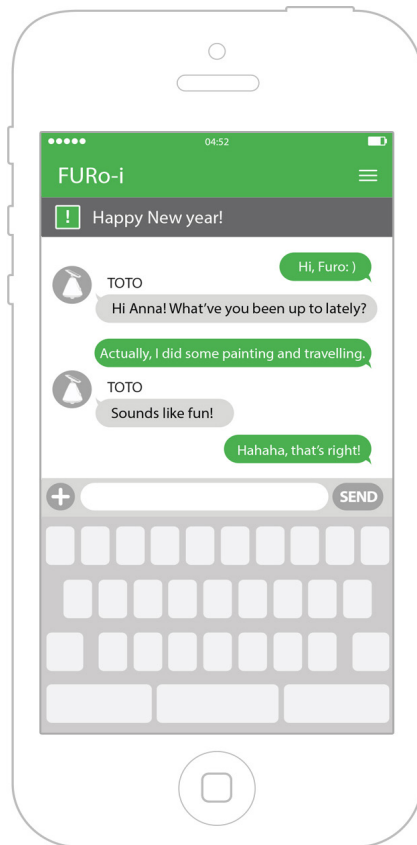 04:52
FURo-i
! Happy New year!
Hi, Furo: )
TOTO
Hi Anna! What've you been up to lately?
Actually, I did some painting and travelling.
TOTO
Sounds like fun!
Hahaha, that's right!
+ SEND